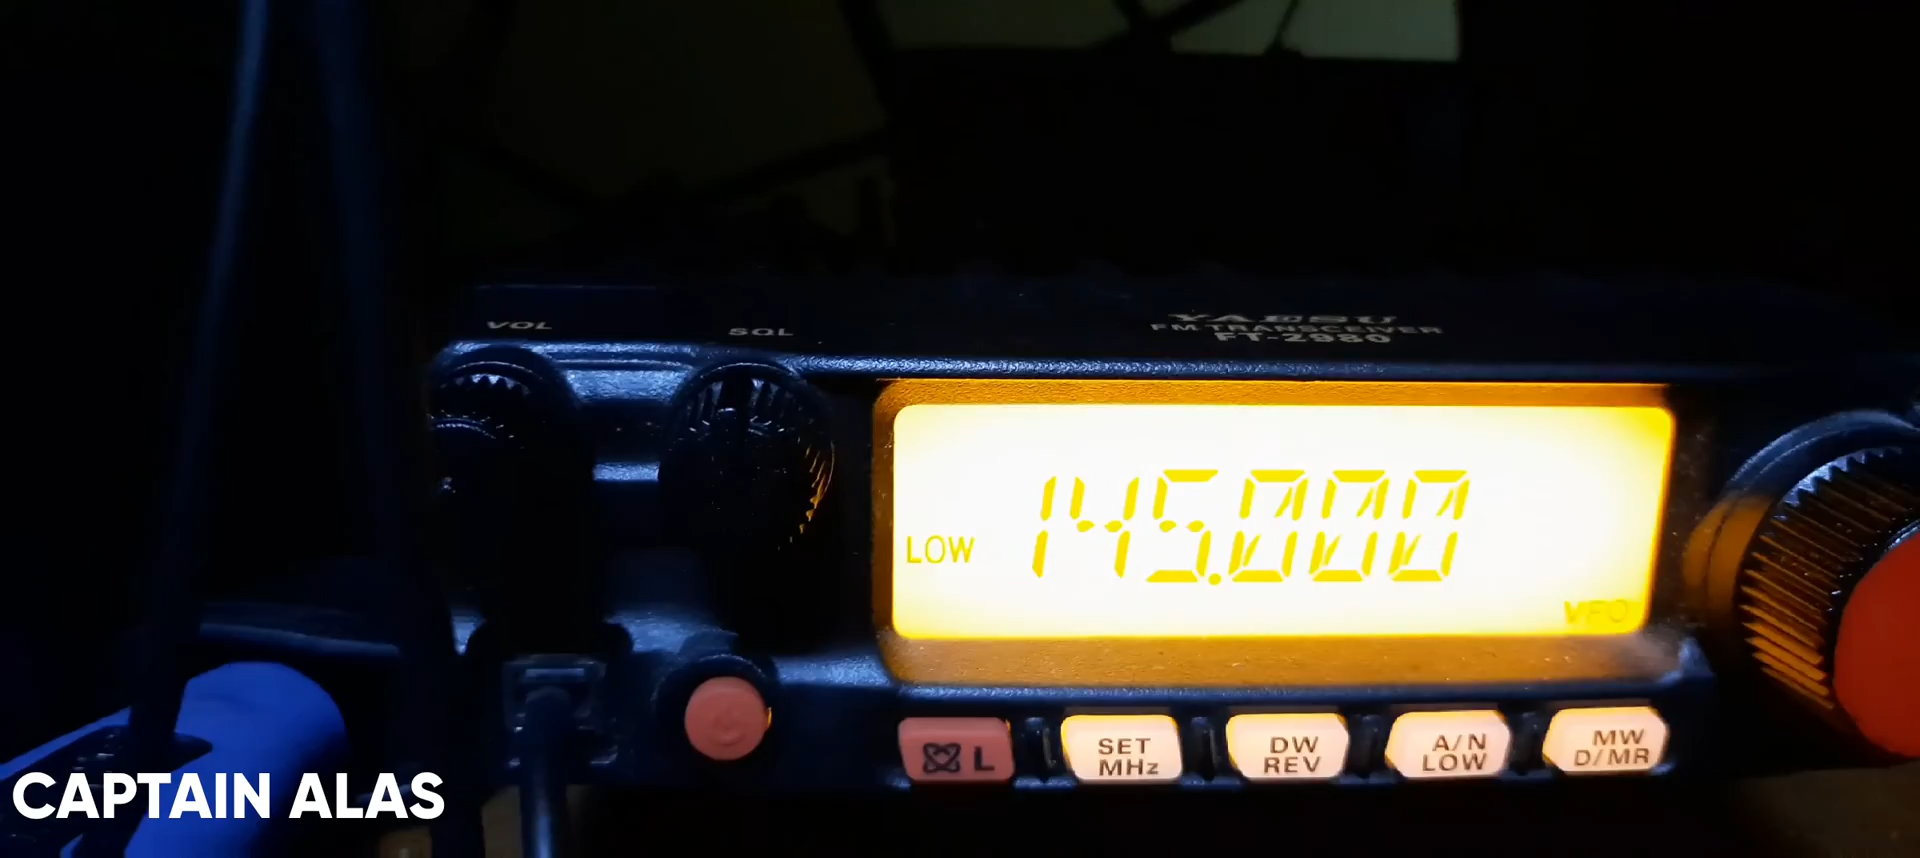 VOL
SQL
YAESU
FM TRANSCEIVER
FT-2980
145.000
LOW
VFO
L
SET
MHz
DW
REV
A/N
LOW
MW
D/MR
CAPTAIN ALAS